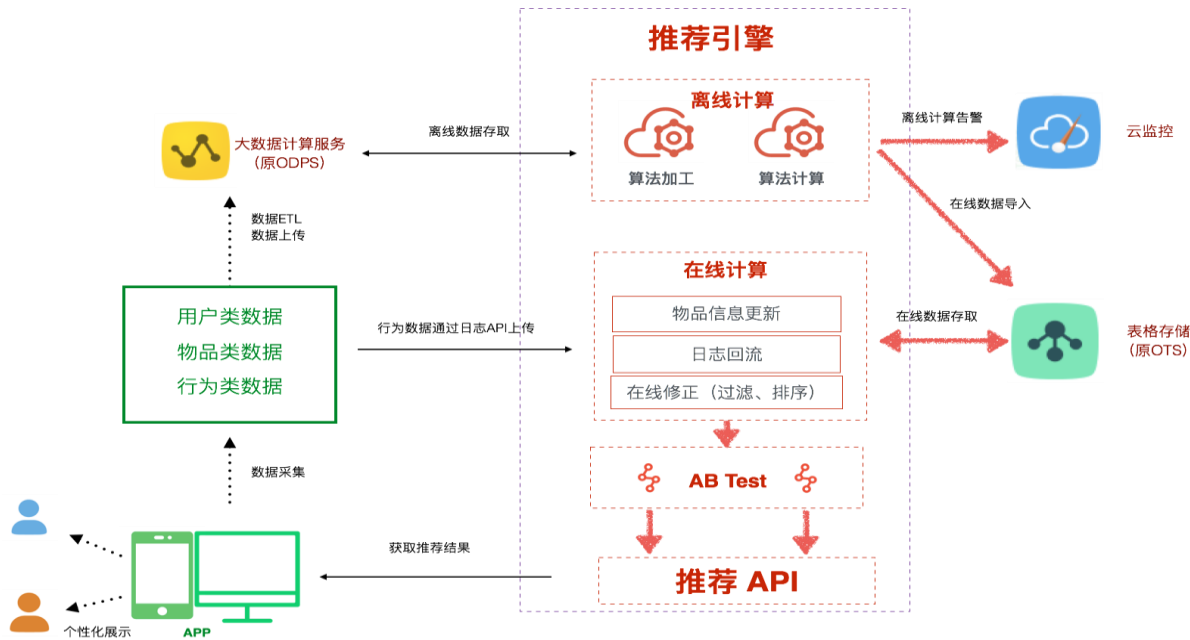 推荐引擎
离线计算
算法加工
算法计算
离线计算告警
云监控
大数据计算服务
（原ODPS）
离线数据存取
在线数据导入
数据ETL
数据上传
在线计算
物品信息更新
日志回流
在线修正（过滤、排序）
用户类数据
物品类数据
行为类数据
行为数据通过日志API上传
在线数据存取
表格存储
（原OTS）
数据采集
AB Test
获取推荐结果
推荐 API
个性化展示
APP